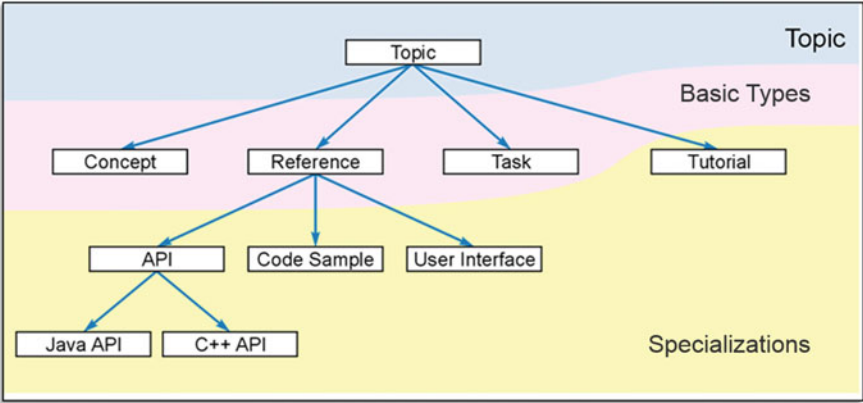 Topic
Topic
Basic Types
Concept
Reference
Task
Tutorial
API
Code Sample
User Interface
Java API
C++ API
Specializations